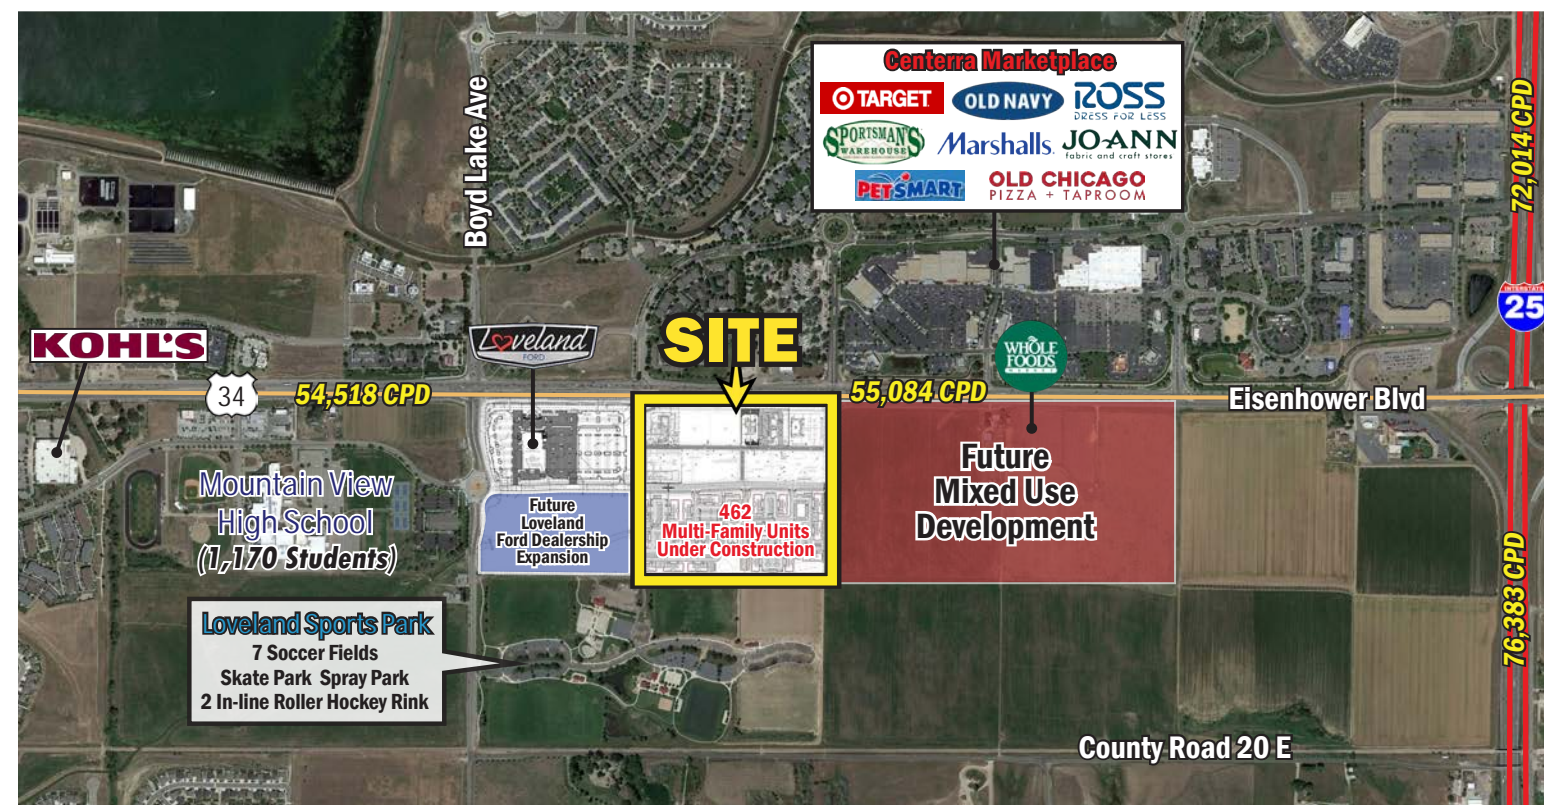 Centerra Marketplace
TARGET
OLD NAVY
ROSS
DRESS FOR LESS
SPORTSMAN'S
WAREHOUSE
Marshalls.
JO-ANN
fabric and craft stores
PETSMART
OLD CHICAGO
PIZZA + TAPROOM
Boyd Lake Ave
72,014 CPD
INTERSTATE
25
KOHL'S
Loveland
FORD
SITE
WHOLE
FOODS
MARKET
34
54,518 CPD
55,084 CPD
Eisenhower Blvd
Mountain View
High School
(1,170 Students)
Future
Loveland
Ford Dealership
Expansion
462
Multi-Family Units
Under Construction
Future
Mixed Use
Development
76,383 CPD
Loveland Sports Park
7 Soccer Fields
Skate Park Spray Park
2 In-line Roller Hockey Rink
County Road 20 E